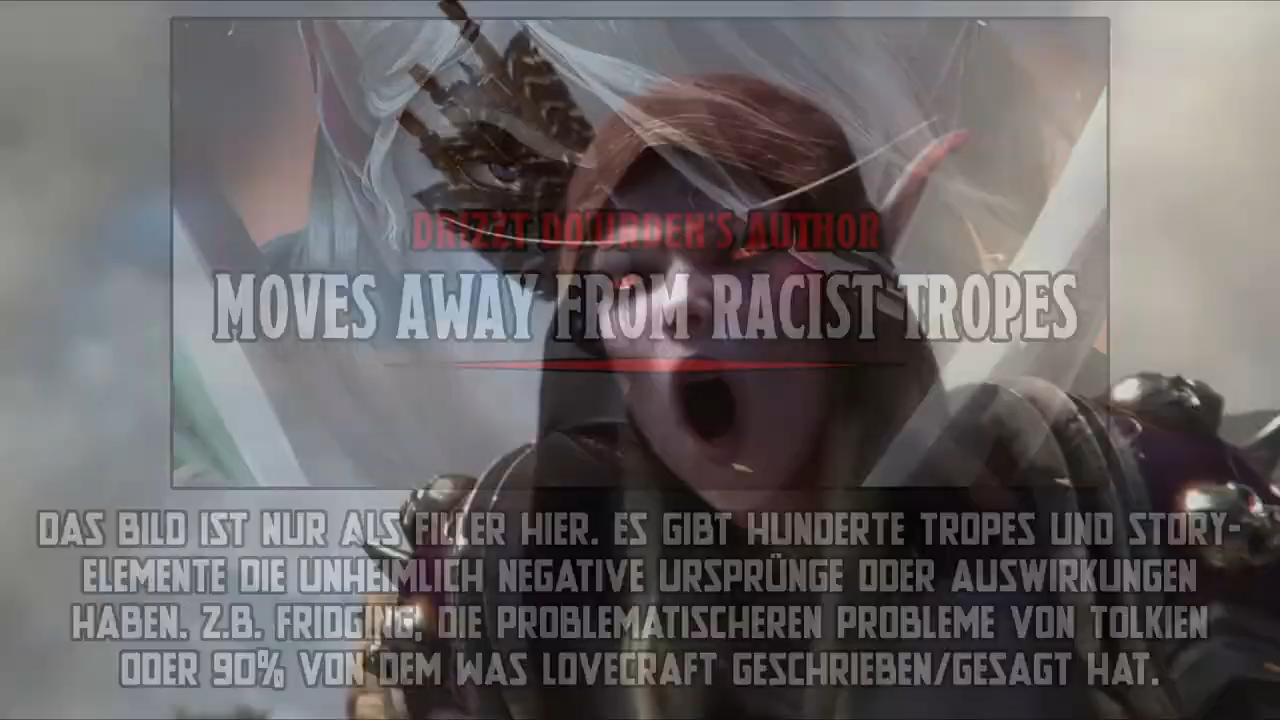 DRIZZT DO'URDEN'S AUTHOR
MOVES AWAY FROM RACIST TROPES
DAS BILD IST NUR ALS FILLER HIER. ES GIBT HUNDERTE TROPES UND STORY-
ELEMENTE DIE UNHEIMLICH NEGATIVE URSPRÜNGE ODER AUSWIRKUNGEN
HABEN. Z.B. FRIDGING, DIE PROBLEMATISCHEREN PROBLEME VON TOLKIEN
ODER 90% VON DEM WAS LOVECRAFT GESCHRIEBEN/GESAGT HAT.